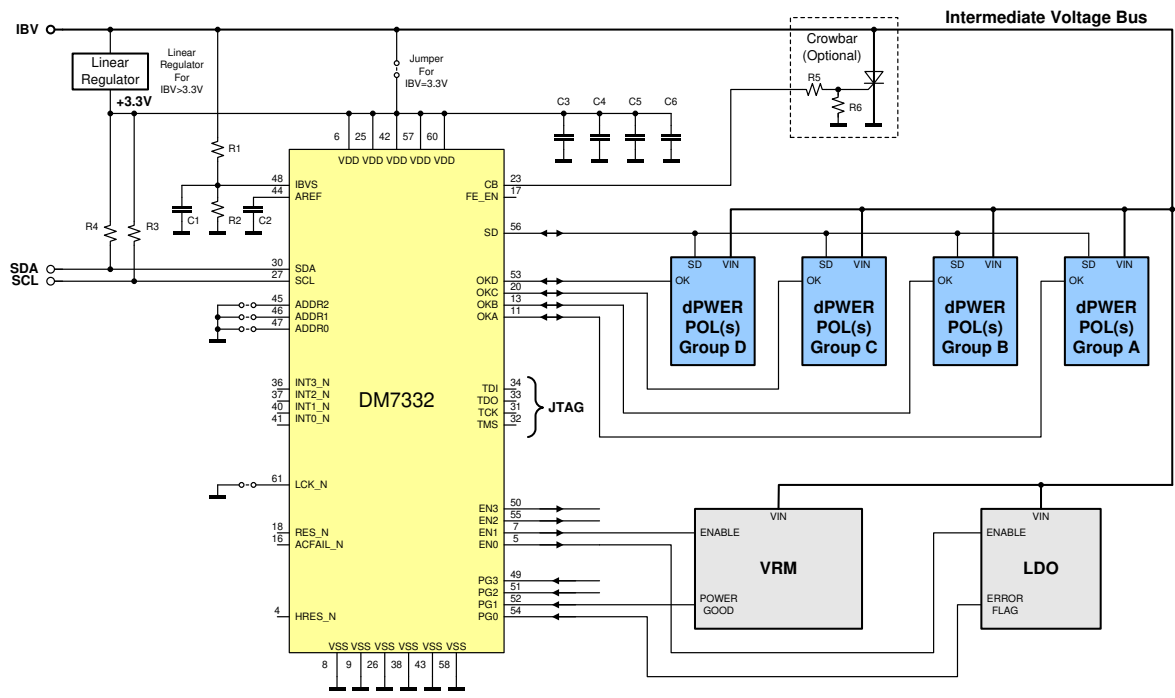 IBV
Intermediate Voltage Bus
Linear
Regulator
+3.3V
Linear
Regulator
For
IBV>3.3V
Jumper
For
IBV=3.3V
Crowbar
(Optional)
R5
R6
C3
C4
C5
C6
R1
R2
C1
C2
R4
R3
SDA
SCL
6
25
42
57
60
VDD
VDD
VDD
VDD
VDD
48
IBVS
44
AREF
30
SDA
27
SCL
45
ADDR2
46
ADDR1
47
ADDR0
36
INT3_N
37
INT2_N
40
INT1_N
41
INT0_N
61
LCK_N
18
RES_N
16
ACFAIL_N
4
HRES_N
DM7332
CB
23
FE_EN
17
SD
56
OKD
53
OKC
20
OKB
13
OKA
11
TDI
34
TDO
33
TCK
31
TMS
32
JTAG
EN3
50
EN2
55
EN1
7
EN0
5
PG3
49
PG2
51
PG1
52
PG0
54
VSS
VSS
VSS
VSS
VSS
VSS
8
9
26
38
43
58
SD
VIN
OK
dPWER
POL(s)
Group D
SD
VIN
OK
dPWER
POL(s)
Group C
SD
VIN
OK
dPWER
POL(s)
Group B
SD
VIN
OK
dPWER
POL(s)
Group A
VIN
ENABLE
VRM
POWER
GOOD
VIN
ENABLE
LDO
ERROR
FLAG